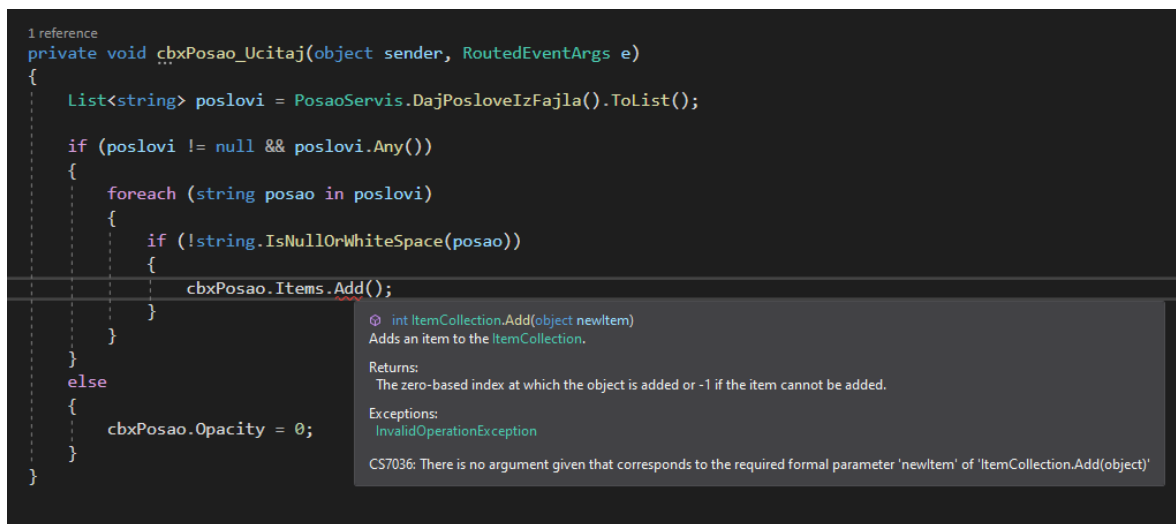 1 reference
private void cbxPosao_Ucitaj(object sender, RoutedEventArgs e)
{
List<string> poslovi = PosaoServis.DajPosloveIzFajla().ToList();
if (poslovi != null && poslovi.Any())
{
foreach (string posao in poslovi)
{
if (!string.IsNullOrWhiteSpace(posao))
{
cbxPosao.Items.Add();
}
}
}
else
{
cbxPosao.Opacity = 0;
}
}
int ItemCollection.Add(object newItem)
Adds an item to the ItemCollection.
Returns:
The zero-based index at which the object is added or -1 if the item cannot be added.
Exceptions:
InvalidOperationException
CS7036: There is no argument given that corresponds to the required formal parameter 'newItem' of 'ItemCollection.Add(object)'